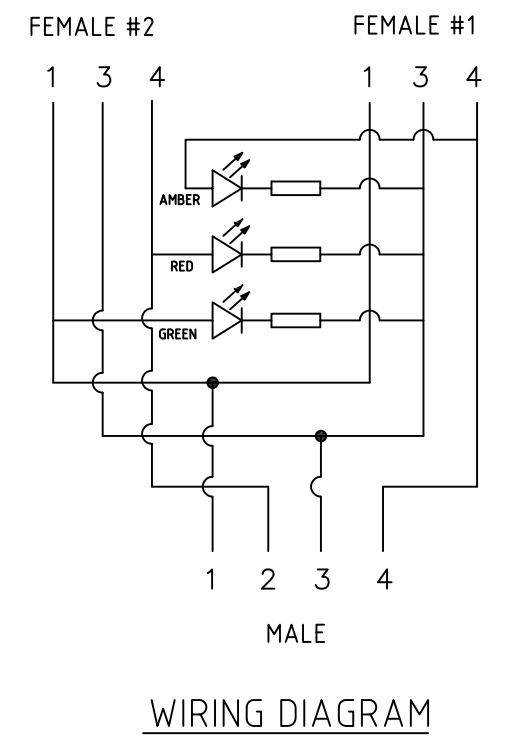 FEMALE #2 FEMALE #1
1 3 4 1 3 4
AMBER
RED
GREEN
1 2 3 4
MALE
WIRING DIAGRAM